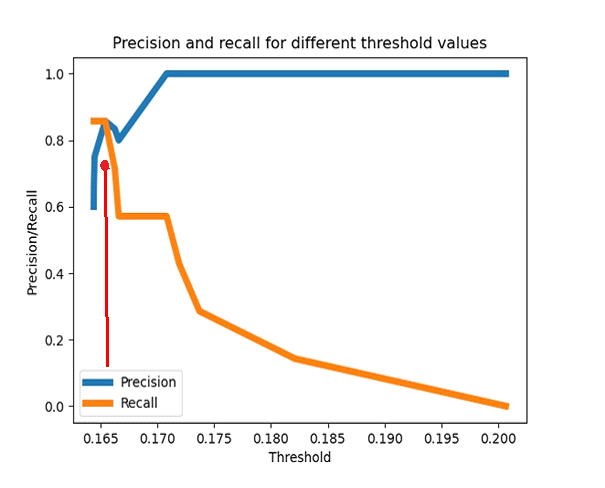 Precision and recall for different threshold values
1.0
0.8
0.6
0.4
0.2
0.0
Precision/Recall
Precision
Recall
0.165 0.170 0.175 0.180 0.185 0.190 0.195 0.200
Threshold